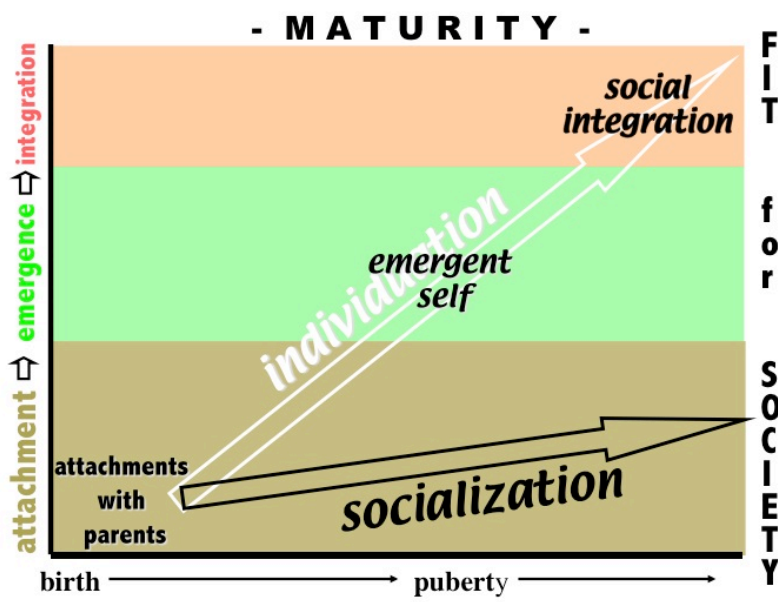 - MATURITY -
integration
emergence
attachment
social
integration
individuation
emergent
self
attachments
with
parents
socialization
birth
puberty
FIT for SOCIETY